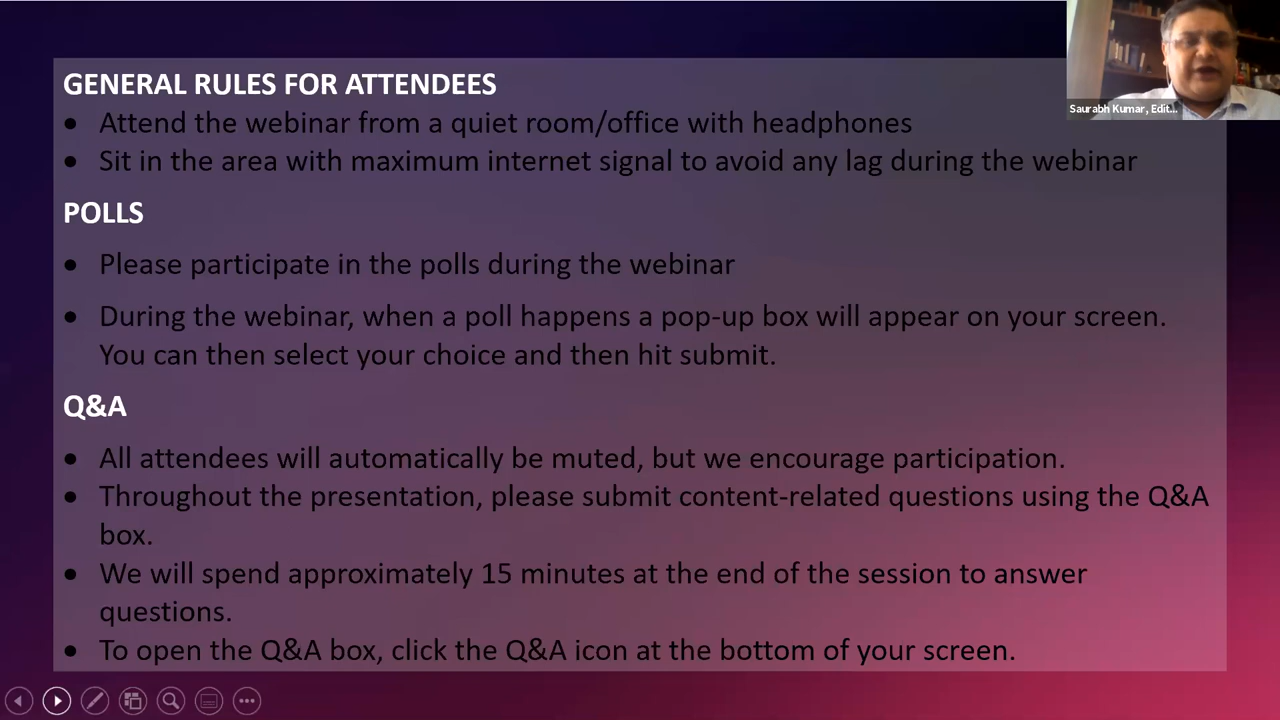 GENERAL RULES FOR ATTENDEES
• Attend the webinar from a quiet room/office with headphones
• Sit in the area with maximum internet signal to avoid any lag during the webinar
POLLS
• Please participate in the polls during the webinar
• During the webinar, when a poll happens a pop-up box will appear on your screen.
You can then select your choice and then hit submit.
Q&A
• All attendees will automatically be muted, but we encourage participation.
• Throughout the presentation, please submit content-related questions using the Q&A
box.
• We will spend approximately 15 minutes at the end of the session to answer
questions.
• To open the Q&A box, click the Q&A icon at the bottom of your screen.
Saurabh Kumar, Edit...